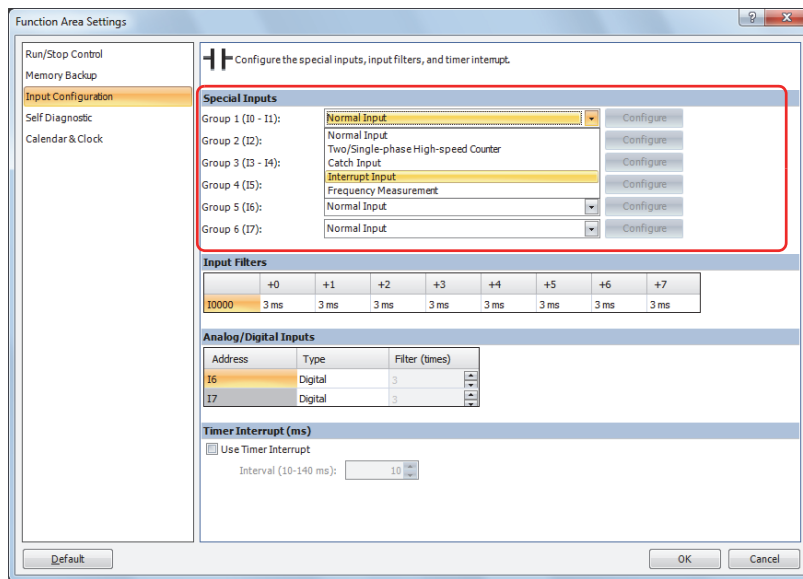 Function Area Settings
Run/Stop Control
Memory Backup
Input Configuration
Self Diagnostic
Calendar & Clock
Configure the special inputs, input filters, and timer interrupt.
Special Inputs
Group 1 (I0 - I1): Normal Input Configure
Group 2 (I2): Normal Input Configure
Two/Single-phase High-speed Counter
Group 3 (I3 - I4): Catch Input Configure
Interrupt Input
Group 4 (I5): Frequency Measurement Configure
Group 5 (I6): Normal Input Configure
Group 6 (I7): Normal Input Configure
Input Filters
+0 +1 +2 +3 +4 +5 +6 +7
I0000 3 ms 3 ms 3 ms 3 ms 3 ms 3 ms 3 ms 3 ms
Analog/Digital Inputs
Address Type Filter (times)
I6 Digital 3
I7 Digital 3
Timer Interrupt (ms)
Use Timer Interrupt
Interval (10-140 ms): 10
Default OK Cancel